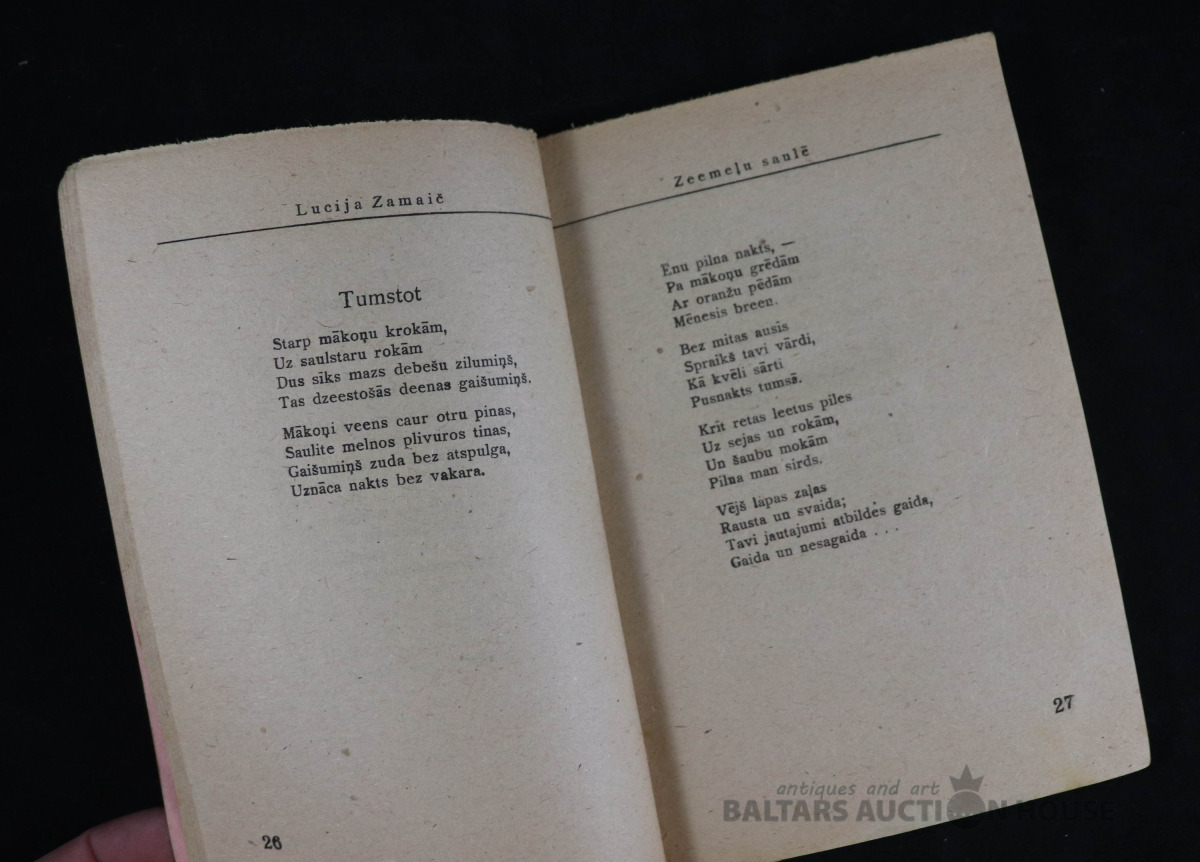 Lucija Zamaič
Tumstot
Starp mākoņu krokām,
Uz saulstaru rokām
Dus sīks mazs debešu zilumiņš,
Tas dzeestošās deenas gaišumiņš.
Mākoņi veens caur otru pinas,
Saulite melnos plivuros tinas,
Gaišumiņš zuda bez atspulga,
Uznāca nakts bez vakara.
26
Zeemeļu saulē
Enu pilna nakts, —
Pa mākoņu grēdām
Ar oranžu pēdām
Mēnesis breen.
Bez mitas ausis
Spraikš tavi vārdi,
Kā kvēli sārti
Pusnakts tumsā.
Krit retas leetus piles
Uz sejas un rokām,
Un šaubu mokām
Pilna man sirds.
Vējš lapas zaļas
Rausta un svaida;
Tavi jautajumi atbildes gaida,
Gaida un nesagaida . . .
27
antiques and art
BALTARS AUCTION HOUSE